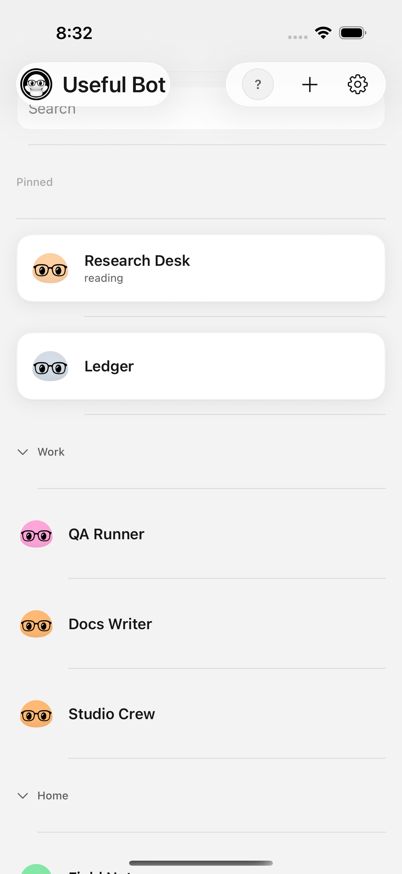 8:32
Useful Bot
?
Search
Pinned
Research Desk
reading
Ledger
Work
QA Runner
Docs Writer
Studio Crew
Home